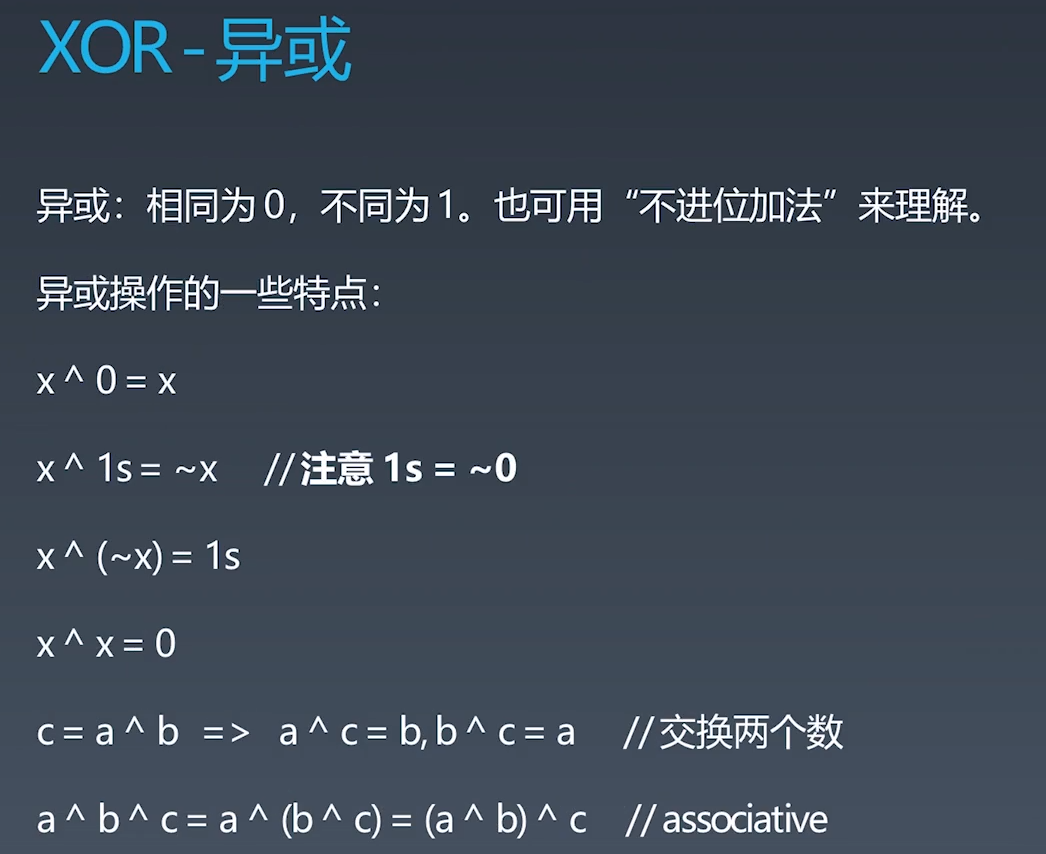 XOR - 异或
异或：相同为 0，不同为 1。也可用“不进位加法”来理解。
异或操作的一些特点：
x ^ 0 = x
x ^ 1s = ~x // 注意 1s = ~0
x ^ (~x) = 1s
x ^ x = 0
c = a ^ b => a ^ c = b, b ^ c = a // 交换两个数
a ^ b ^ c = a ^ (b ^ c) = (a ^ b) ^ c // associative